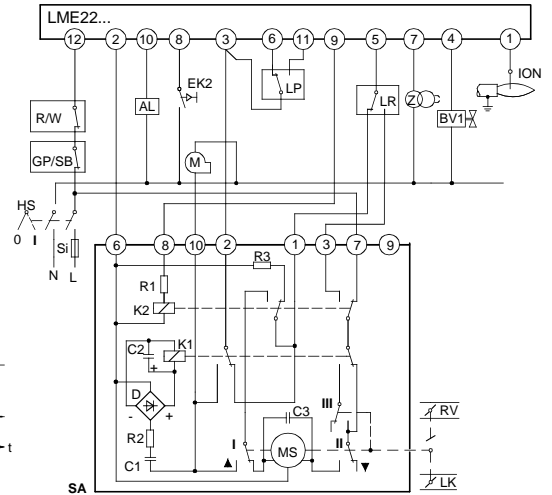 LME22...
12 2 10 8 3 6 11 9 5 7 4 1
ION
EK2
LP
LR
Z
BV1
R/W
AL
GP/SB
M
HS
0 I
Si
N L
6 8 10 2 1 3 7 9
R3
R1
K2
K1
C2
+
D
- +
R2
C1
C3
III
I
MS
II
RV
LK
t
SA